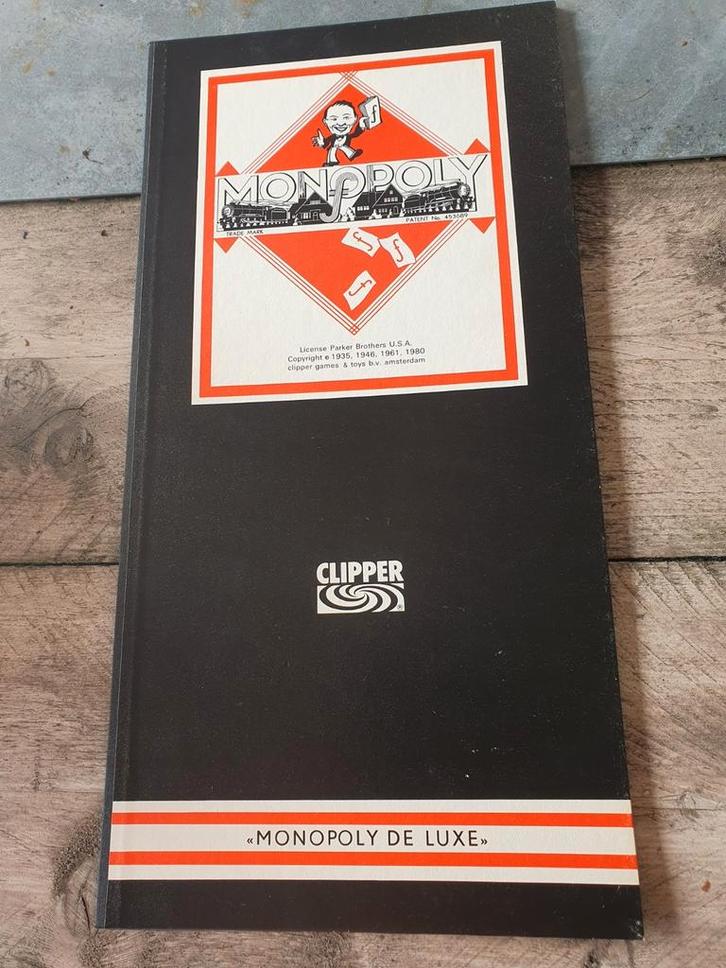 MONOPOLY
TRADE MARK
PATENT No. 453689
License Parker Brothers U.S.A.
Copyright © 1935, 1946, 1961, 1980
clipper games & toys b.v. amsterdam
CLIPPER
«MONOPOLY DE LUXE»